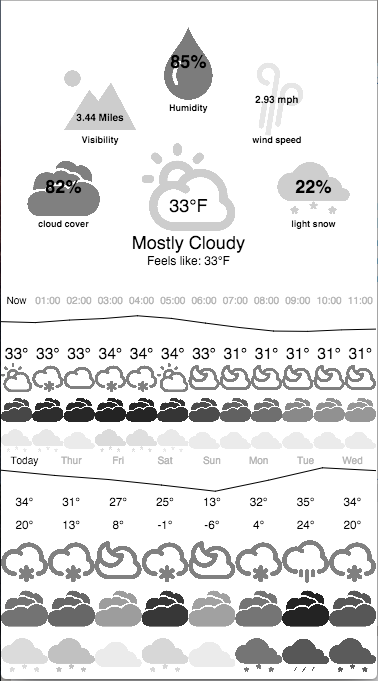 85%
Humidity
3.44 Miles
Visibility
2.93 mph
wind speed
82%
cloud cover
33°F
22%
light snow
Mostly Cloudy
Feels like: 33°F
Now 01:00 02:00 03:00 04:00 05:00 06:00 07:00 08:00 09:00 10:00 11:00
33° 33° 33° 34° 34° 34° 33° 31° 31° 31° 31° 31°
Today Thur Fri Sat Sun Mon Tue Wed
34° 31° 27° 25° 13° 32° 35° 34°
20° 13° 8° -1° -6° 4° 24° 20°